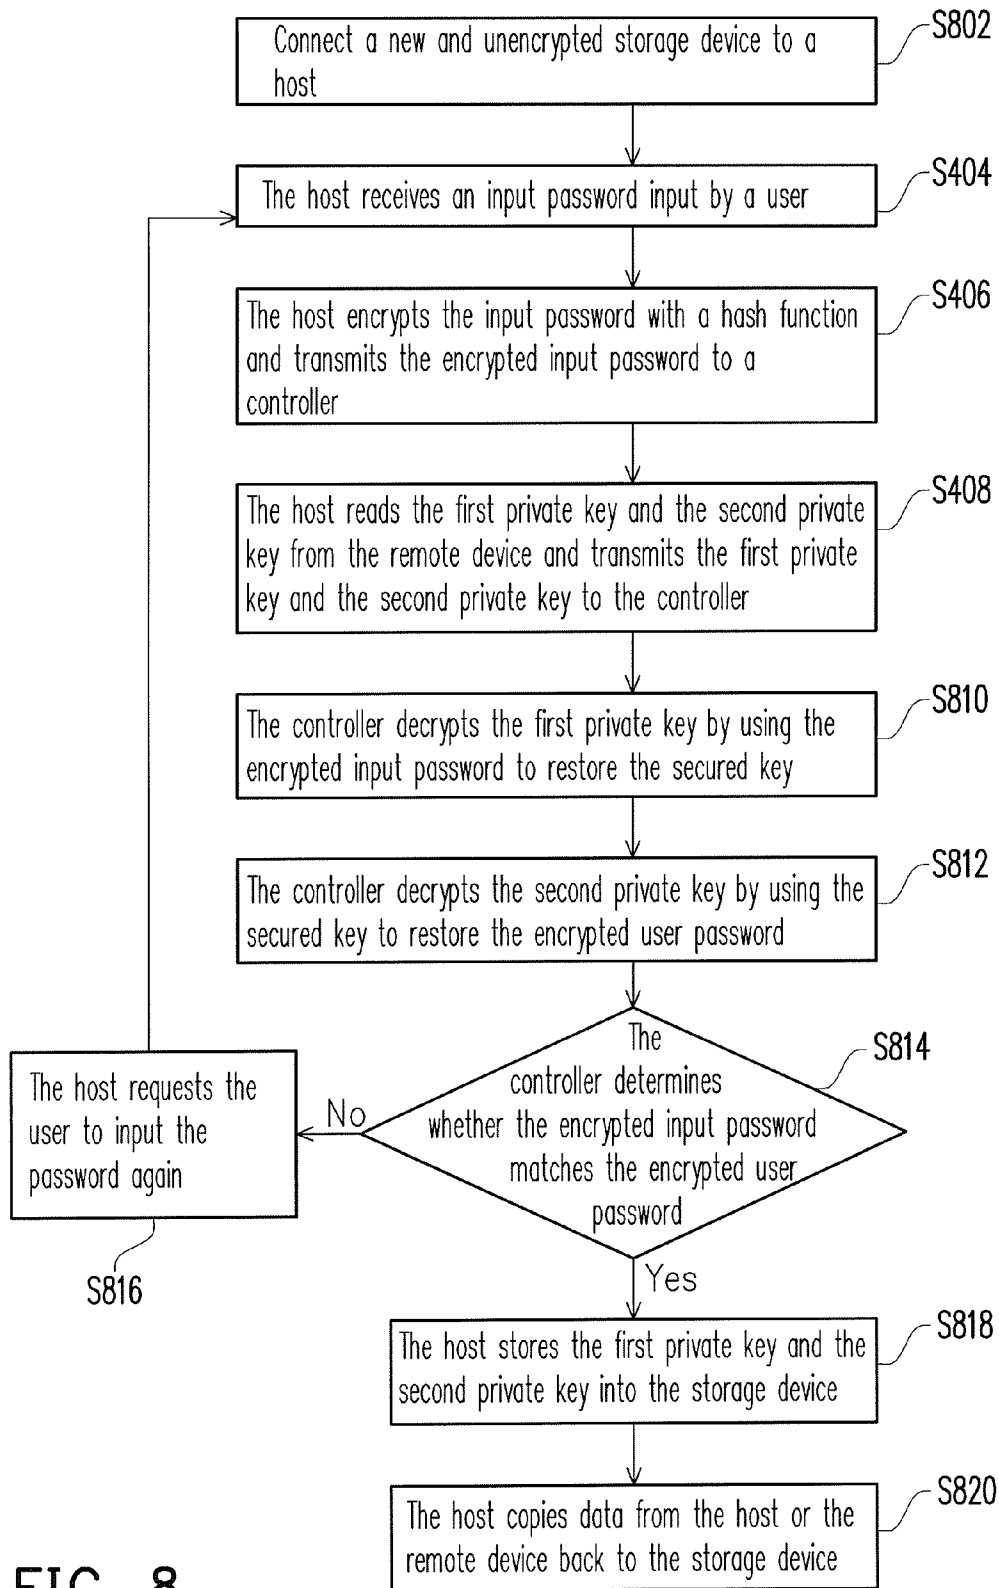 Connect a new and unencrypted storage device to a
host
S802
The host receives an input password input by a user
S404
The host encrypts the input password with a hash function
and transmits the encrypted input password to a
controller
S406
The host reads the first private key and the second private
key from the remote device and transmits the first private
key and the second private key to the controller
S408
The controller decrypts the first private key by using the
encrypted input password to restore the secured key
S810
The controller decrypts the second private key by using the
secured key to restore the encrypted user password
S812
The
controller determines
whether the encrypted input password
matches the encrypted user
password
S814
No
The host requests the
user to input the
password again
S816
Yes
The host stores the first private key and the
second private key into the storage device
S818
The host copies data from the host or the
remote device back to the storage device
S820
FIG. 8